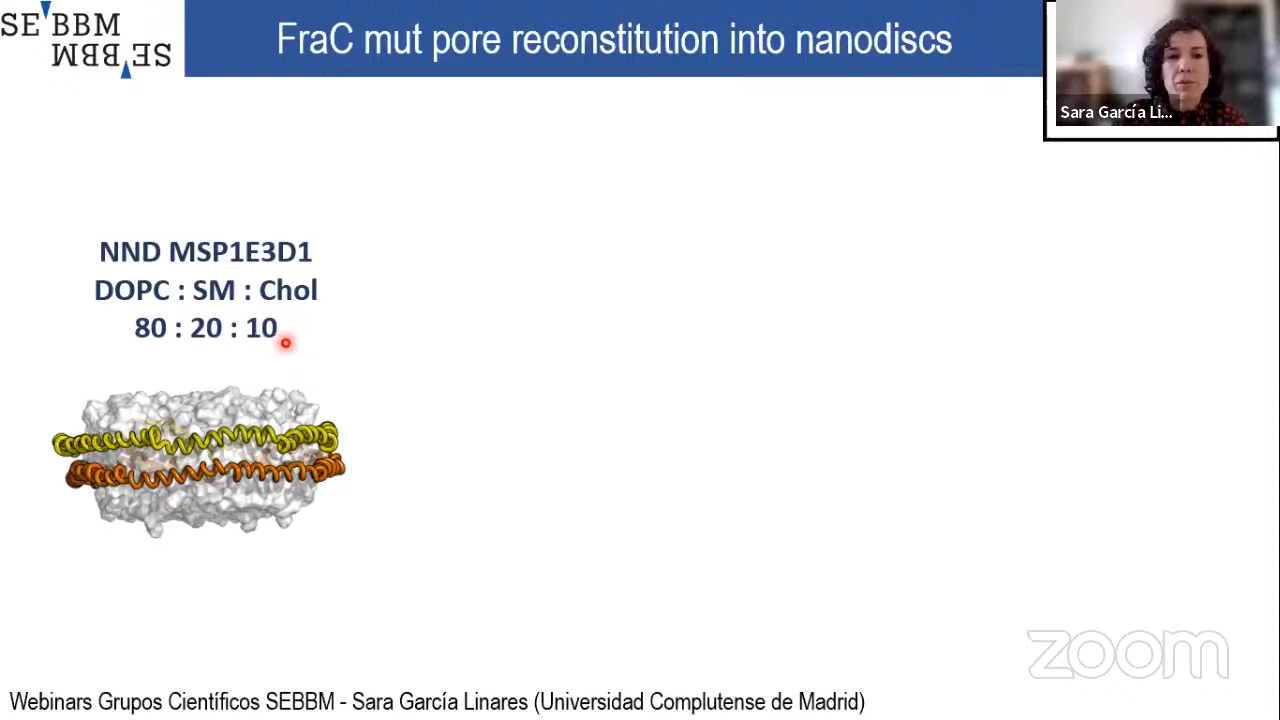 SEBBM
SEBBM
FraC mut pore reconstitution into nanodiscs
Sara García Li...
NND MSP1E3D1
DOPC : SM : Chol
80 : 20 : 10
zoom
Webinars Grupos Científicos SEBBM - Sara García Linares (Universidad Complutense de Madrid)